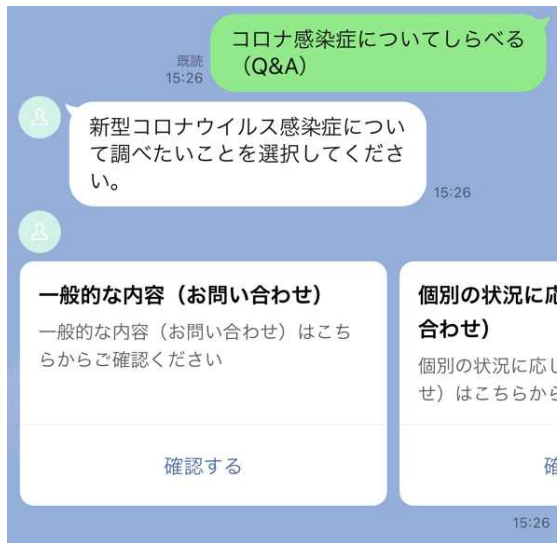 コロナ感染症についてしらべる
（Q&A）
既読
15:26
新型コロナウイルス感染症につい
て調べたいことを選択してくださ
い。
15:26
一般的な内容（お問い合わせ）
一般的な内容（お問い合わせ）はこち
らからご確認ください
確認する
個別の状況に応
合わせ）
個別の状況に応し
せ）はこちらから
確
15:26